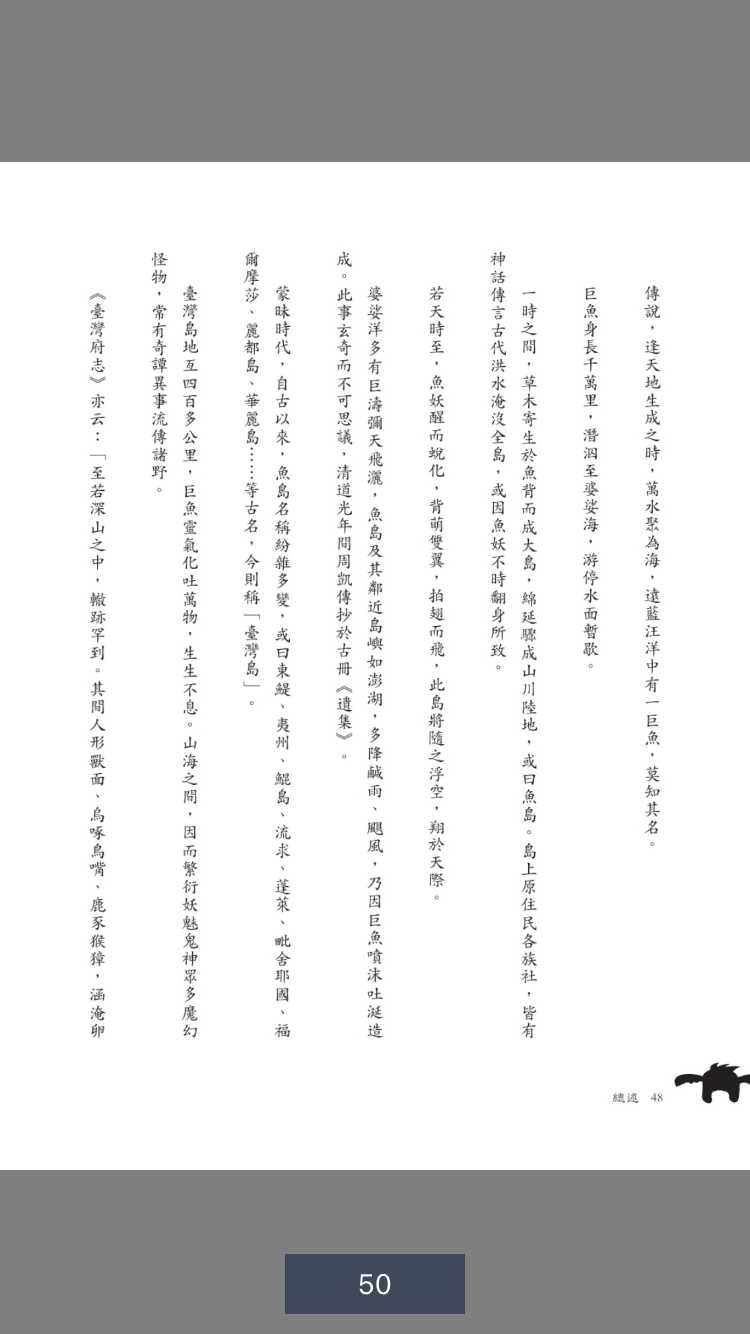 傳說，逢天地生成之時，萬水聚為海，遠藍汪洋中有一巨魚，莫知其名。
巨魚身長千萬里，潛泅至婆娑海，游停水面暫歇。
一時之間，草木寄生於魚背而成大島，綿延驟成山川陸地，或曰魚島。島上原住民各族社，皆有
神話傳言古代洪水淹沒全島，或因魚妖不時翻身所致。
若天時至，魚妖醒而蛻化，背萌雙翼，拍翅而飛，此島將隨之浮空，翔於天際。
婆娑洋多有巨濤彌天飛灑，魚島及其鄰近島嶼如澎湖，多降鹹雨、颶風，乃因巨魚噴沫吐涎造
成。此事玄奇而不可思議，清道光年間周凱傳抄於古冊《遺集》。
蒙昧時代，自古以來，魚島名稱紛雜多變，或曰東鯷、夷州、鯤島、流求、蓬萊、毗舍耶國、福
爾摩莎、麗都島、華麗島……等古名，今則稱「臺灣島」。
臺灣島地亙四百多公里，巨魚靈氣化吐萬物，生生不息。山海之間，因而繁衍妖魅鬼神眾多魔幻
怪物，常有奇譚異事流傳諸野。
《臺灣府志》亦云：「至若深山之中，轍跡罕到。其間人形獸面、烏啄鳥嘴、鹿豕猴獐，涵淹卵
總述 48
50